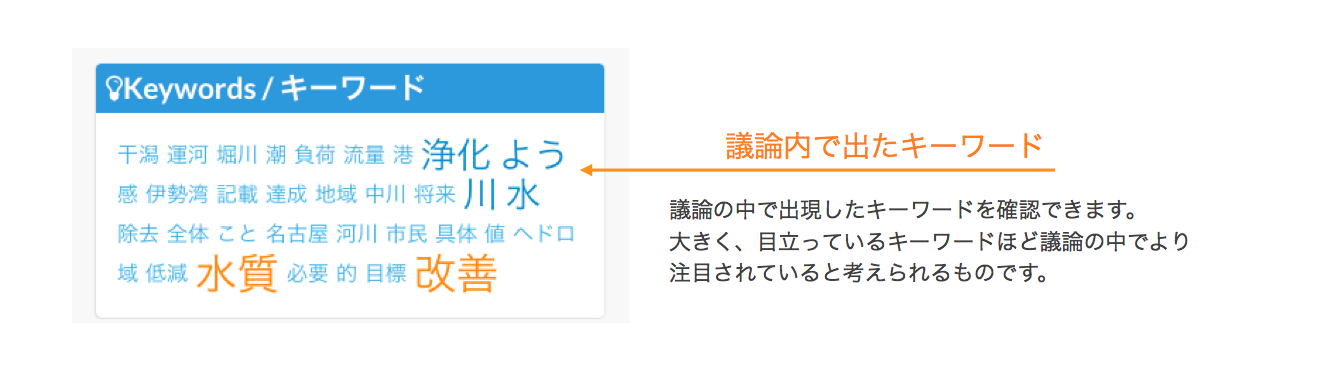 Keywords / キーワード
干潟 運河 堀川 潮 負荷 流量 港 浄化 よう
感 伊勢湾 記載 達成 地域 中川 将来 川 水
除去 全体 こと 名古屋 河川 市民 具体 値 ヘドロ
域 低減 水質 必要 的 目標 改善
議論内で出たキーワード
議論の中で出現したキーワードを確認できます。
大きく、目立っているキーワードほど議論の中でより
注目されていると考えられるものです。